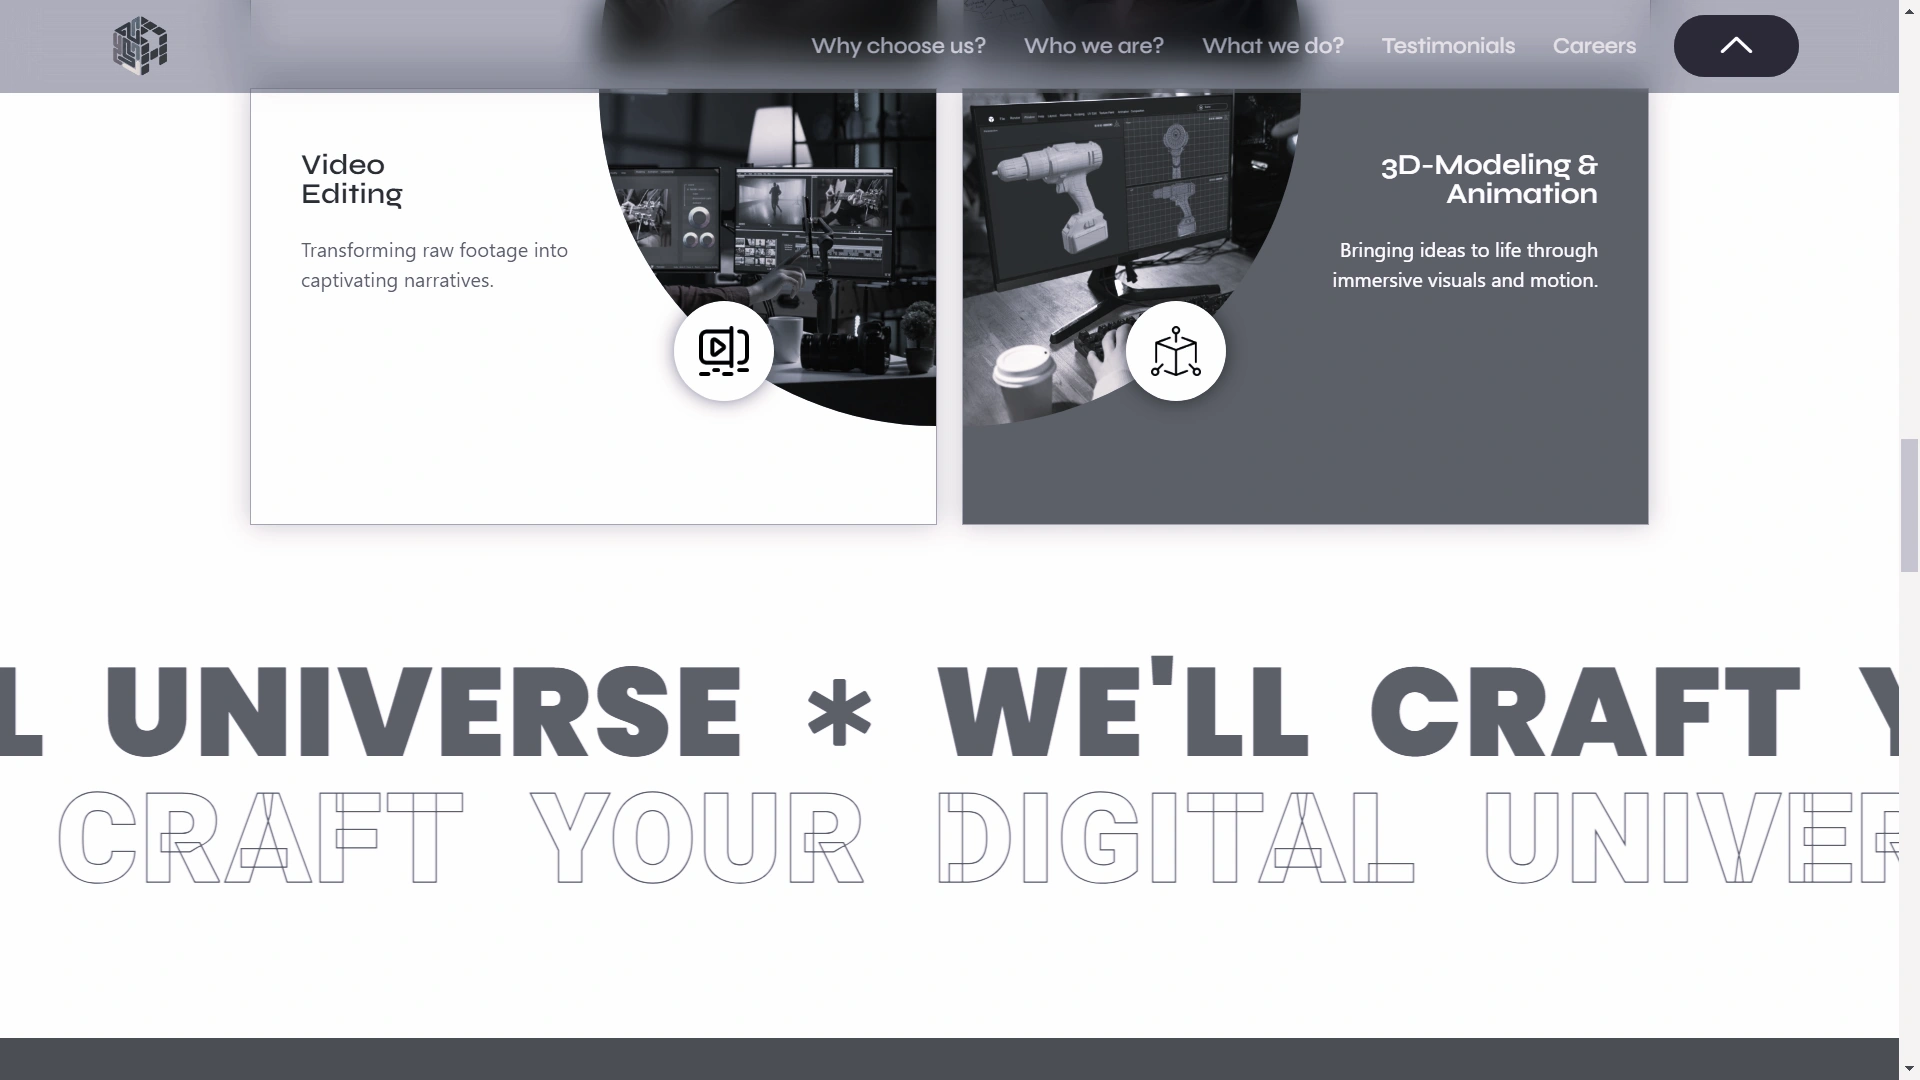 Why choose us? Who we are? What we do? Testimonials Careers
Video
Editing
Transforming raw footage into
captivating narratives.
3D-Modeling &
Animation
Bringing ideas to life through
immersive visuals and motion.
L UNIVERSE * WE'LL CRAFT Y
CRAFT YOUR DIGITAL UNIVER